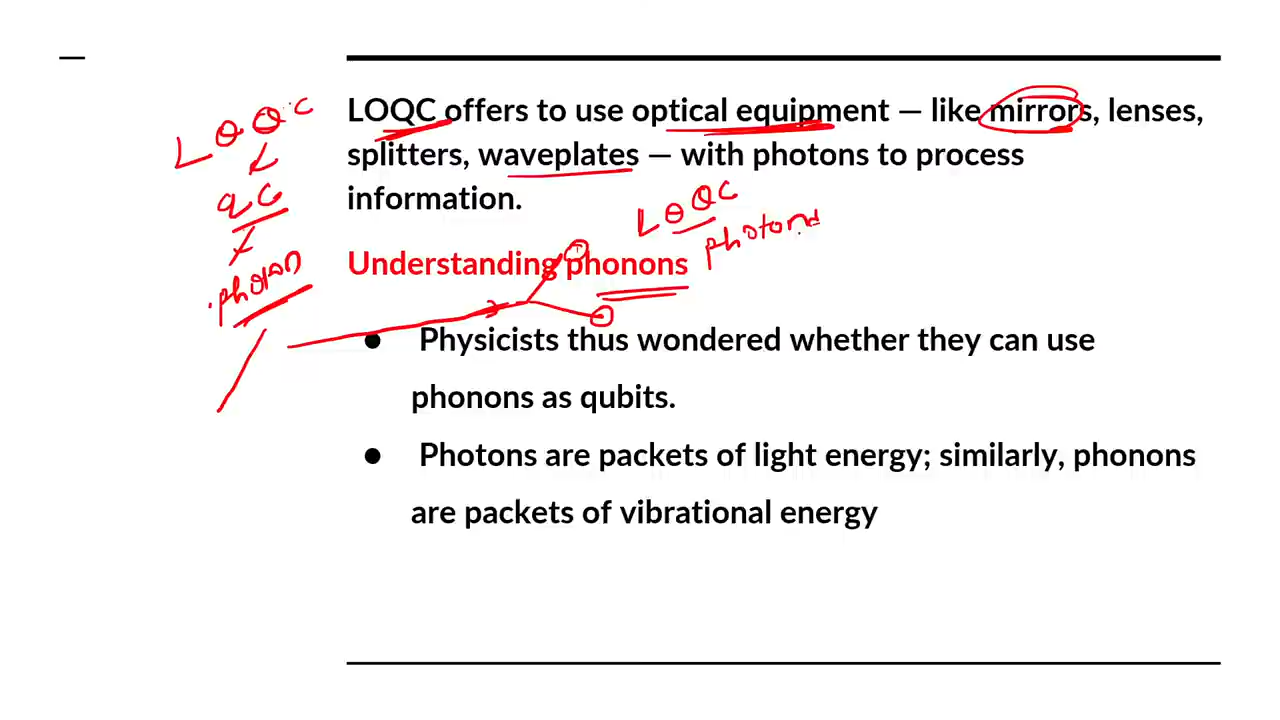 LOQC offers to use optical equipment — like mirrors, lenses,
splitters, waveplates — with photons to process
information.
LOQC
qC
photon
LOQC
photons
Understanding phonons
● Physicists thus wondered whether they can use
phonons as qubits.
● Photons are packets of light energy; similarly, phonons
are packets of vibrational energy